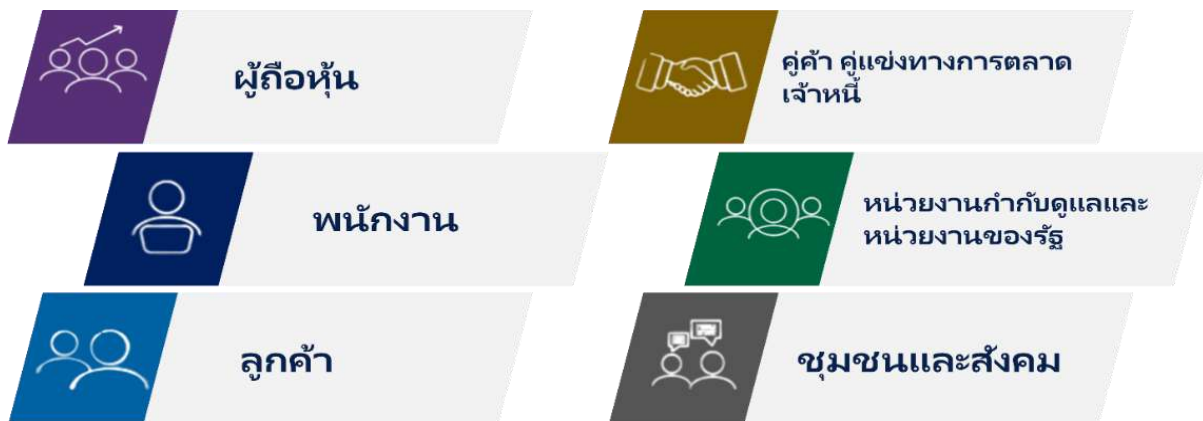 ผู้ถือหุ้น
คู่ค้า คู่แข่งทางการตลาด
เจ้าหนี้
พนักงาน
หน่วยงานกำกับดูแลและ
หน่วยงานของรัฐ
ลูกค้า
ชุมชนและสังคม